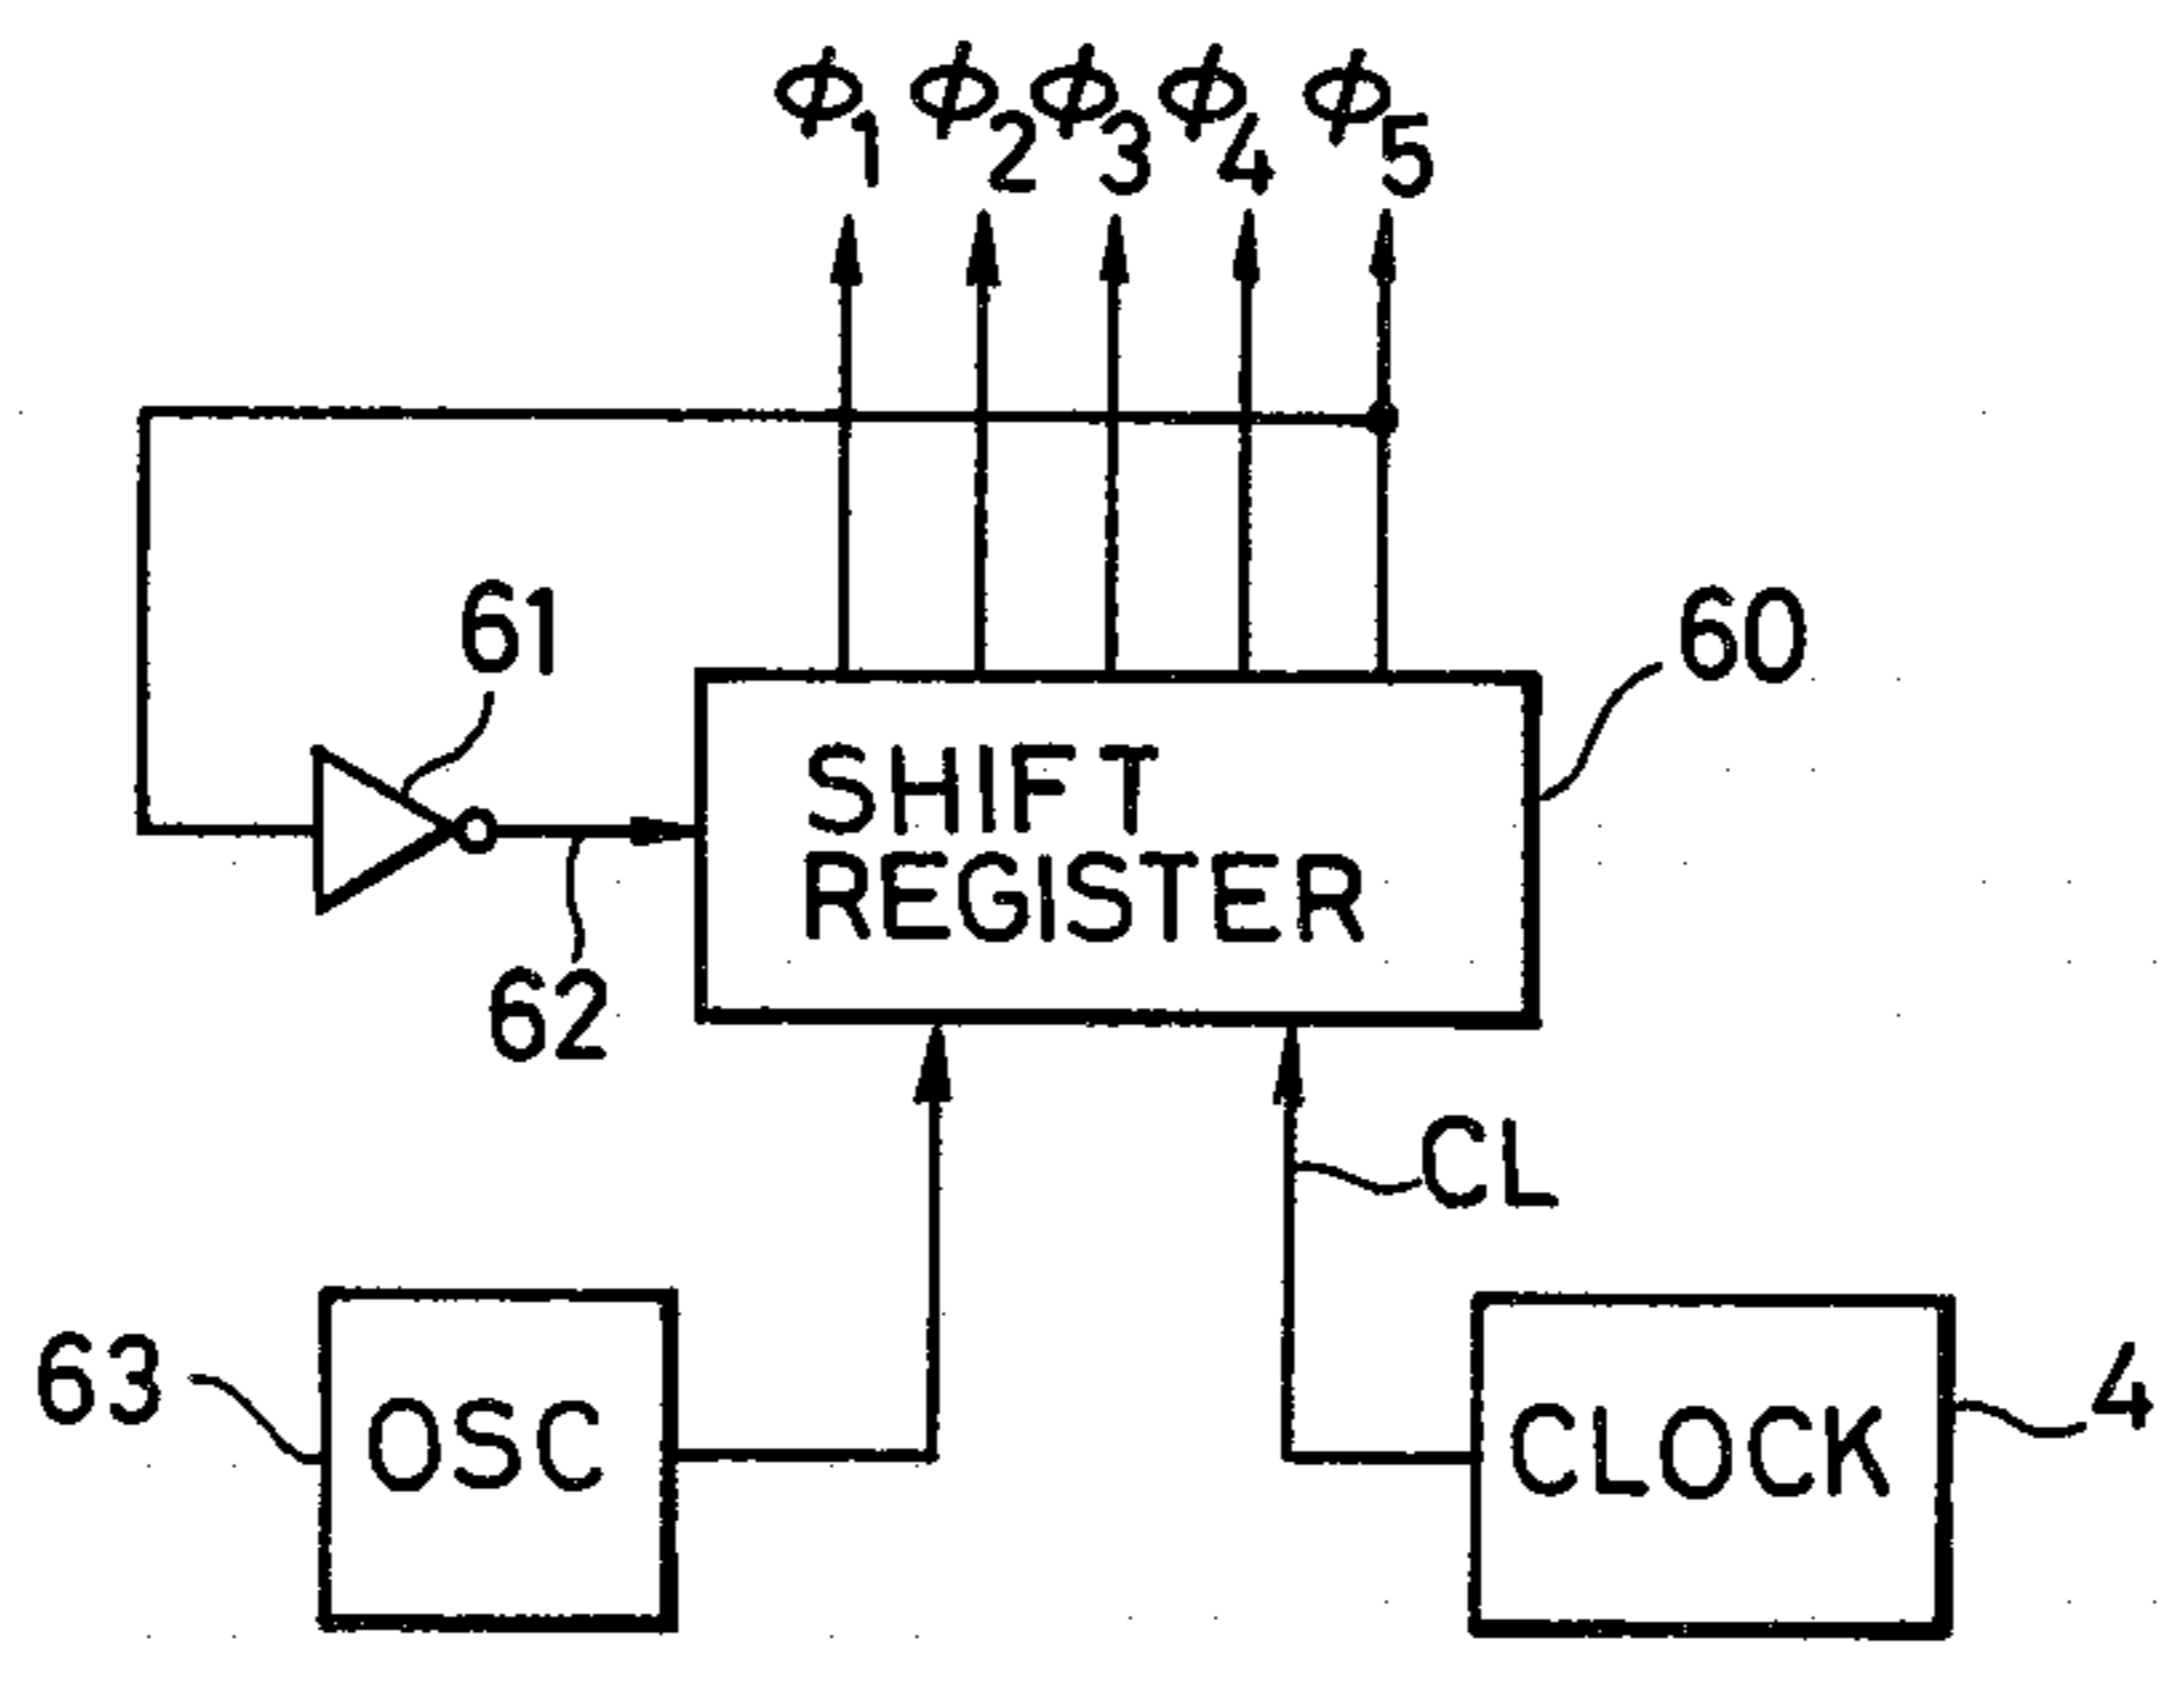 ϕ1 ϕ2 ϕ3 ϕ4 ϕ5
61
60
SHIFT
REGISTER
62
CL
63
OSC
CLOCK
4